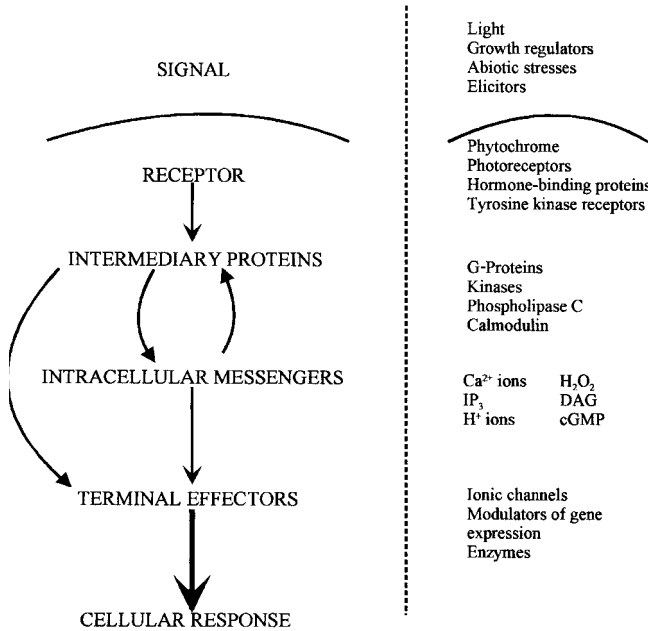 SIGNAL
RECEPTOR
INTERMEDIARY PROTEINS
INTRACELLULAR MESSENGERS
TERMINAL EFFECTORS
CELLULAR RESPONSE
Light
Growth regulators
Abiotic stresses
Elicitors
Phytochrome
Photoreceptors
Hormone-binding proteins
Tyrosine kinase receptors
G-Proteins
Kinases
Phospholipase C
Calmodulin
Ca²⁺ ions H₂O₂
IP₃ DAG
H⁺ ions cGMP
Ionic channels
Modulators of gene
expression
Enzymes